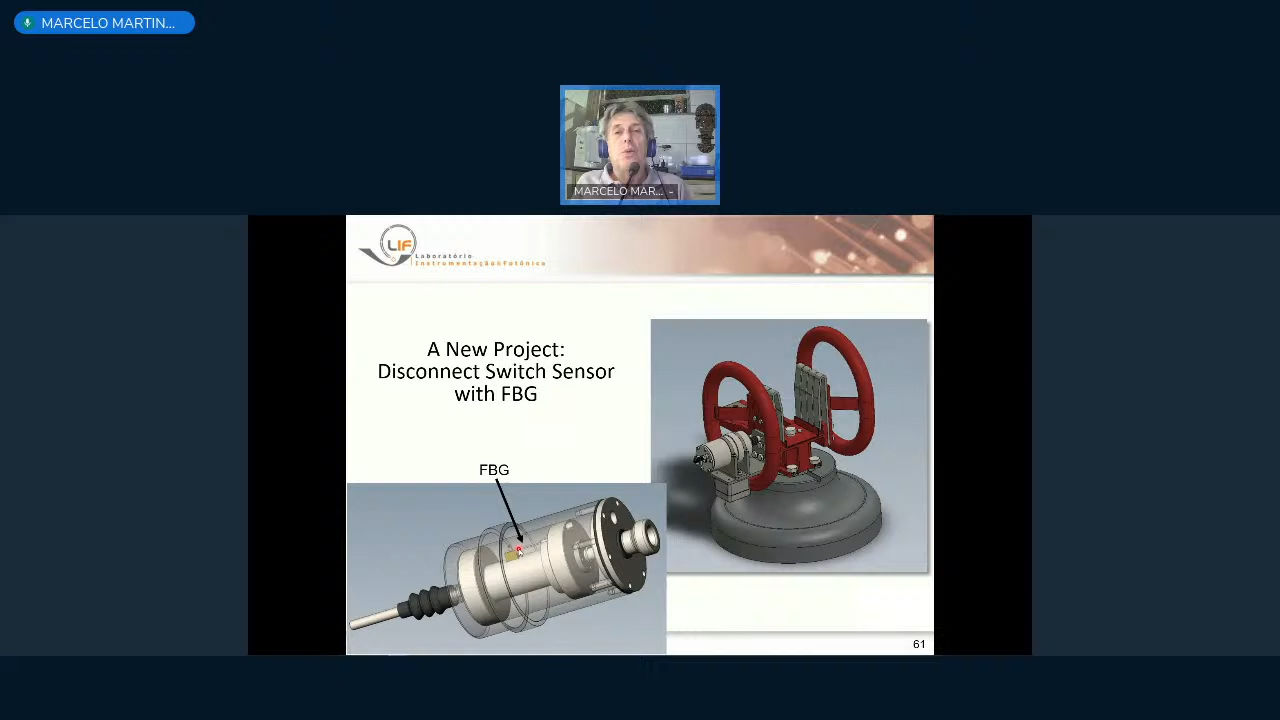 MARCELO MARTIN...
MARCELO MAR...
LIF
Laboratório
Instrumentação&Fotônica
A New Project:
Disconnect Switch Sensor
with FBG
FBG
61